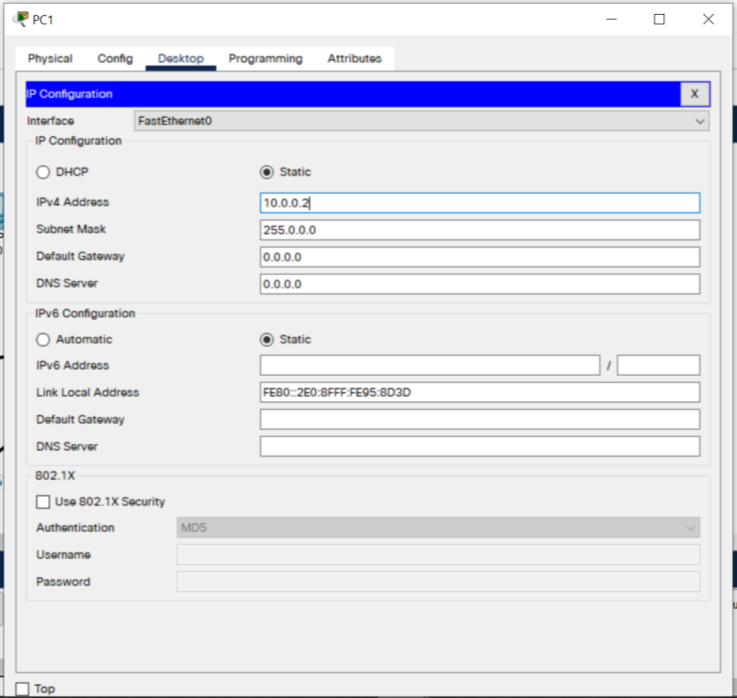 PC1
Physical Config Desktop Programming Attributes
IP Configuration X
Interface FastEthernet0
IP Configuration
DHCP Static
IPv4 Address 10.0.0.2
Subnet Mask 255.0.0.0
Default Gateway 0.0.0.0
DNS Server 0.0.0.0
IPv6 Configuration
Automatic Static
IPv6 Address /
Link Local Address FE80::2E0:8FFF:FE95:8D3D
Default Gateway
DNS Server
802.1X
Use 802.1X Security
Authentication MD5
Username
Password
Top